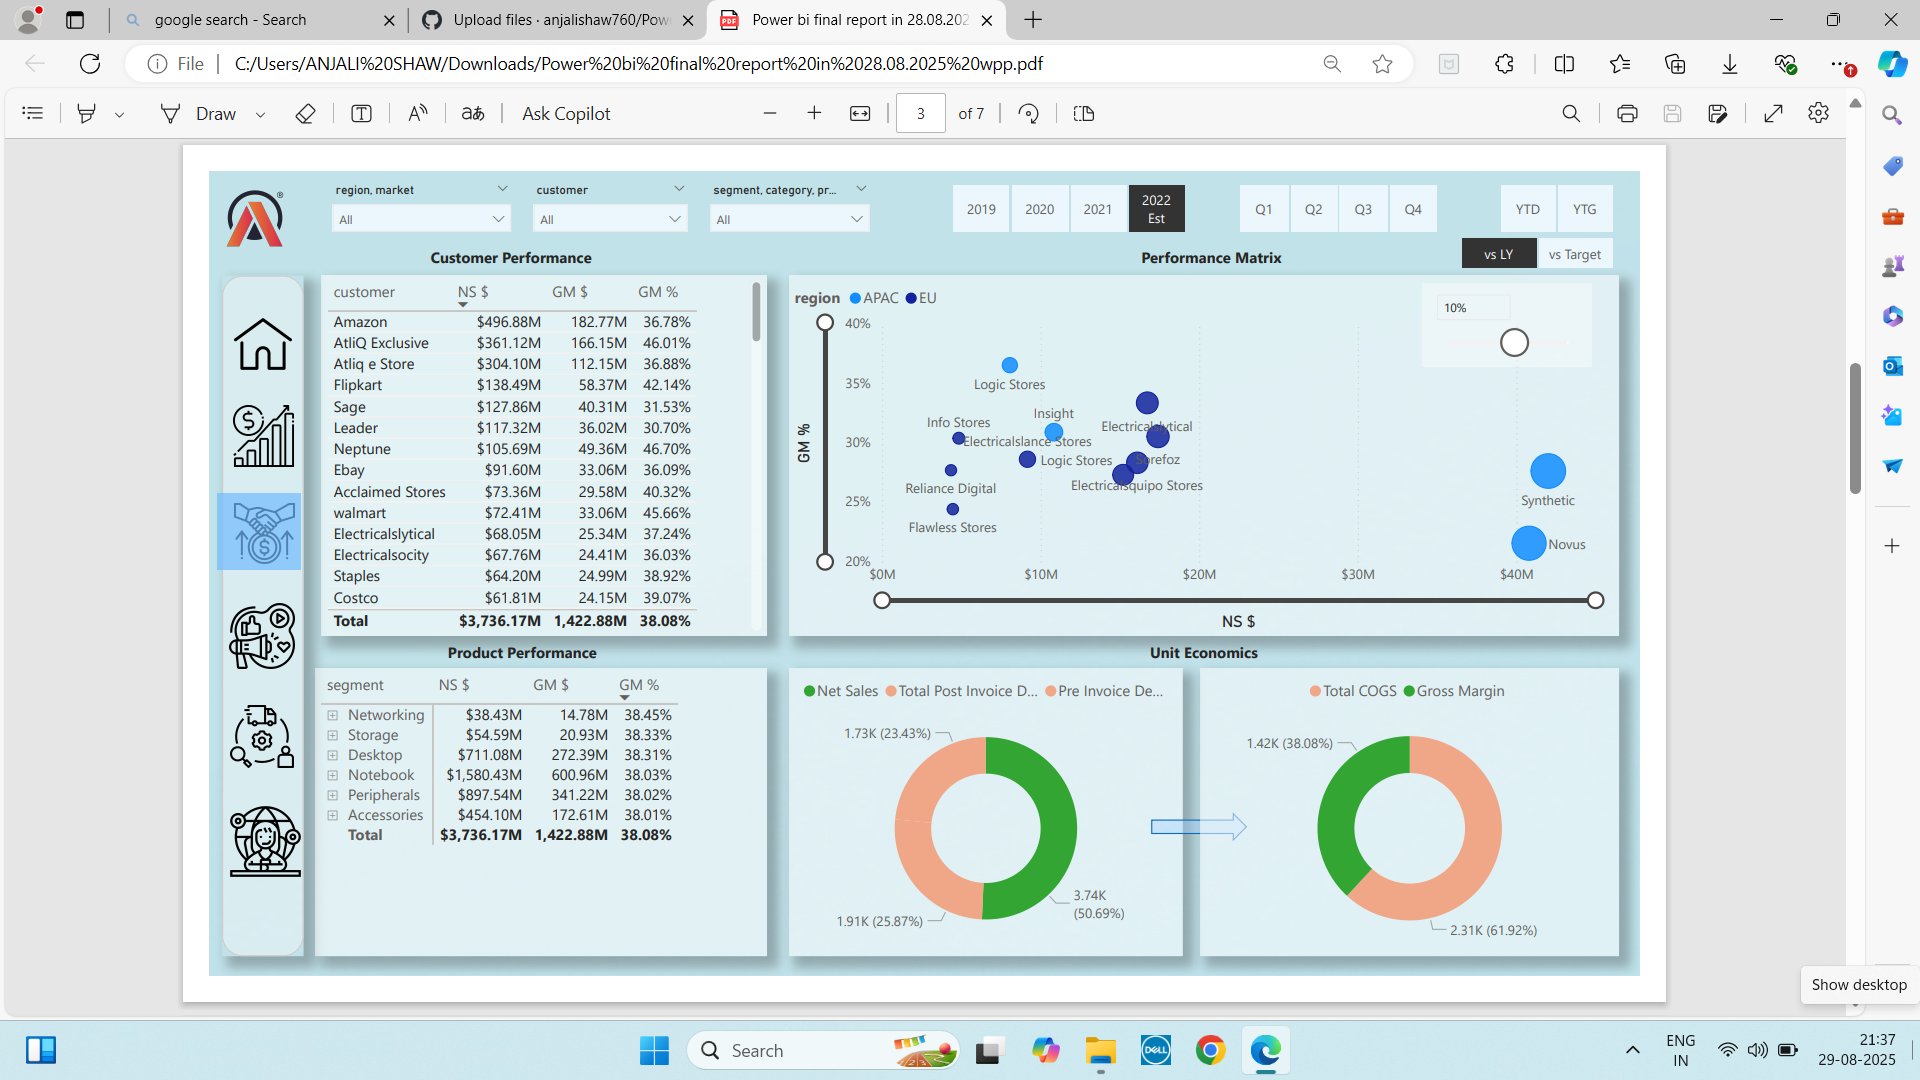 google search - Search
Upload files · anjalishaw760/Pow
Power bi final report in 28.08.202
File
C:/Users/ANJALI%20SHAW/Downloads/Power%20bi%20final%20report%20in%2028.08.2025%20wpp.pdf
Draw
Ask Copilot
3 of 7
region, market
customer
segment, category, pr...
All
All
All
2019
2020
2021
2022 Est
Q1
Q2
Q3
Q4
YTD
YTG
vs LY
vs Target
Customer Performance
customer NS $ GM $ GM %
Amazon $496.88M 182.77M 36.78%
AtliQ Exclusive $361.12M 166.15M 46.01%
Atliq e Store $304.10M 112.15M 36.88%
Flipkart $138.49M 58.37M 42.14%
Sage $127.86M 40.31M 31.53%
Leader $117.32M 36.02M 30.70%
Neptune $105.69M 49.36M 46.70%
Ebay $91.60M 33.06M 36.09%
Acclaimed Stores $73.36M 29.58M 40.32%
walmart $72.41M 33.06M 45.66%
Electricalslytical $68.05M 25.34M 37.24%
Electricalsocity $67.76M 24.41M 36.03%
Staples $64.20M 24.99M 38.92%
Costco $61.81M 24.15M 39.07%
Total $3,736.17M 1,422.88M 38.08%
Performance Matrix
region APAC EU
10%
GM %
40%
35%
30%
25%
20%
Logic Stores
Insight
Info Stores
Electricalslytical
Electricalslance Stores
Logic Stores
Sorefoz
Reliance Digital
Electricalsquipo Stores
Flawless Stores
Synthetic
Novus
$0M
$10M
$20M
$30M
$40M
NS $
Product Performance
segment NS $ GM $ GM %
Networking $38.43M 14.78M 38.45%
Storage $54.59M 20.93M 38.33%
Desktop $711.08M 272.39M 38.31%
Notebook $1,580.43M 600.96M 38.03%
Peripherals $897.54M 341.22M 38.02%
Accessories $454.10M 172.61M 38.01%
Total $3,736.17M 1,422.88M 38.08%
Unit Economics
Net Sales Total Post Invoice D... Pre Invoice De...
1.73K (23.43%)
3.74K
(50.69%)
1.91K (25.87%)
Total COGS Gross Margin
1.42K (38.08%)
2.31K (61.92%)
Show desktop
Search
DELL
ENG
IN
21:37
29-08-2025